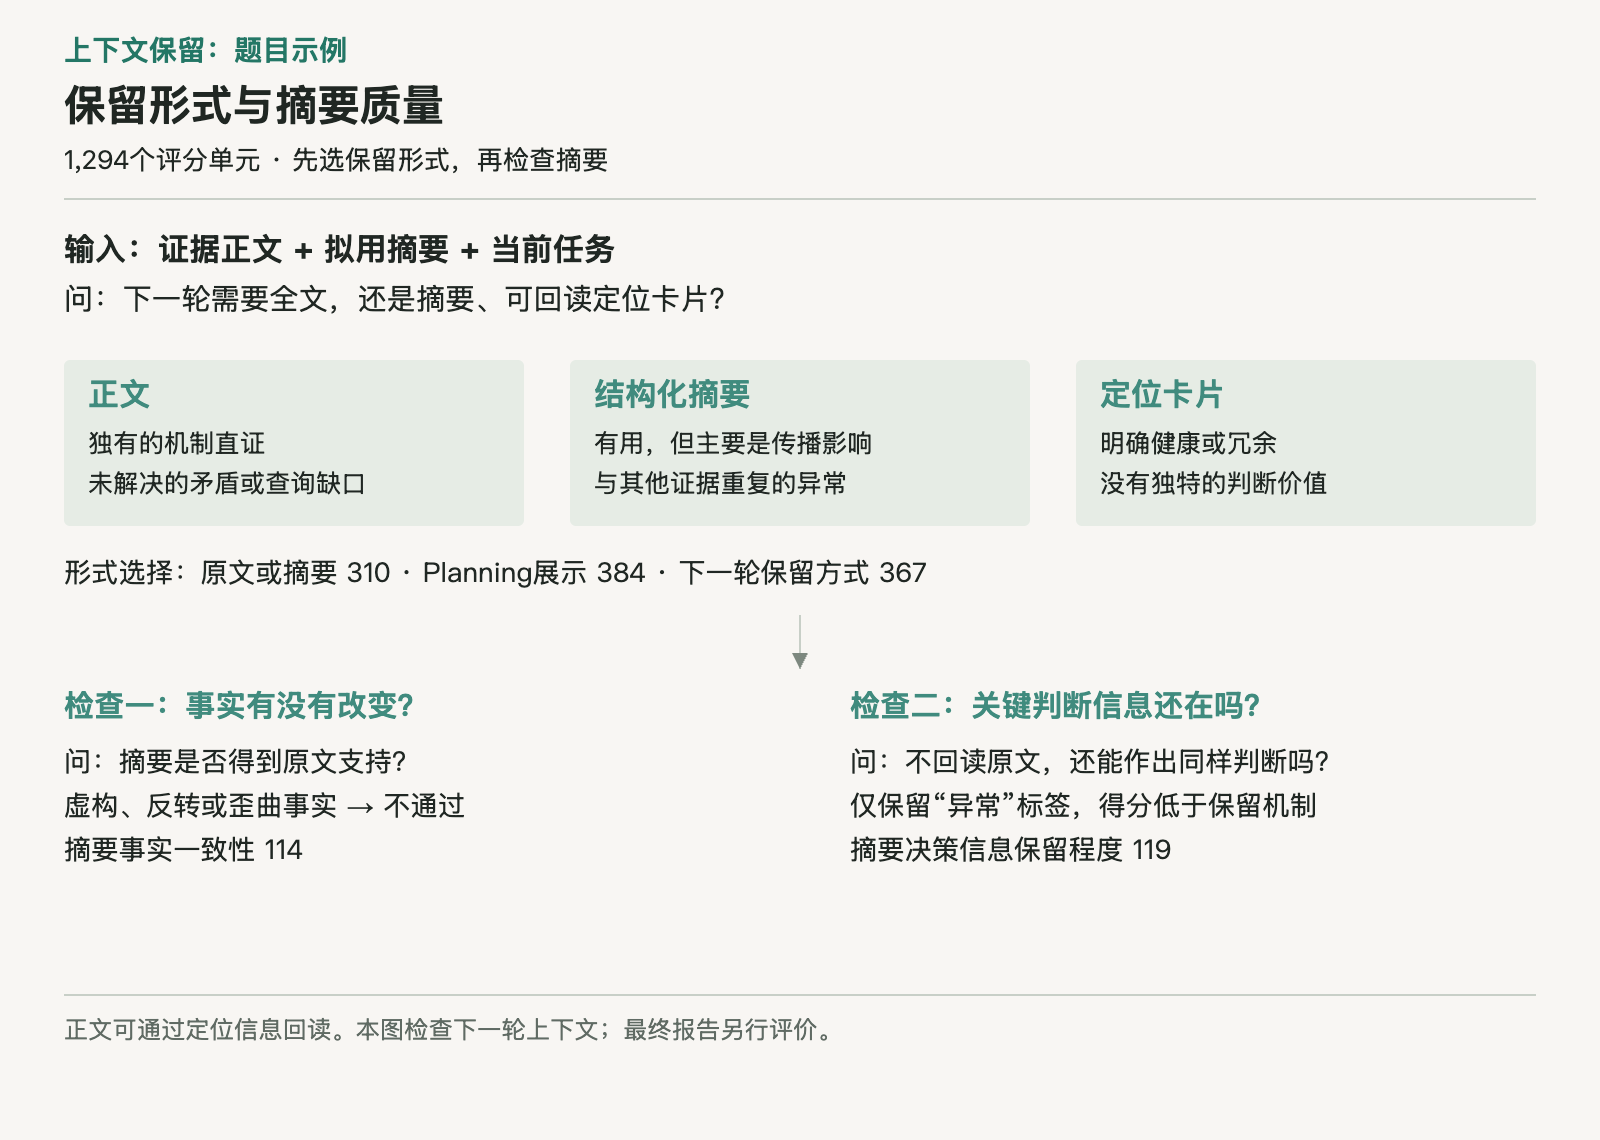 上下文保留：题目示例
保留形式与摘要质量
1,294个评分单元 · 先选保留形式，再检查摘要
输入：证据正文 + 拟用摘要 + 当前任务
问：下一轮需要全文，还是摘要、可回读定位卡片？
正文
独有的机制直证
未解决的矛盾或查询缺口
结构化摘要
有用，但主要是传播影响
与其他证据重复的异常
定位卡片
明确健康或冗余
没有独特的判断价值
形式选择：原文或摘要 310 · Planning展示 384 · 下一轮保留方式 367
检查一：事实有没有改变？
问：摘要是否得到原文支持？
虚构、反转或歪曲事实 → 不通过
摘要事实一致性 114
检查二：关键判断信息还在吗？
问：不回读原文，还能作出同样判断吗？
仅保留“异常”标签，得分低于保留机制
摘要决策信息保留程度 119
正文可通过定位信息回读。本图检查下一轮上下文；最终报告另行评价。